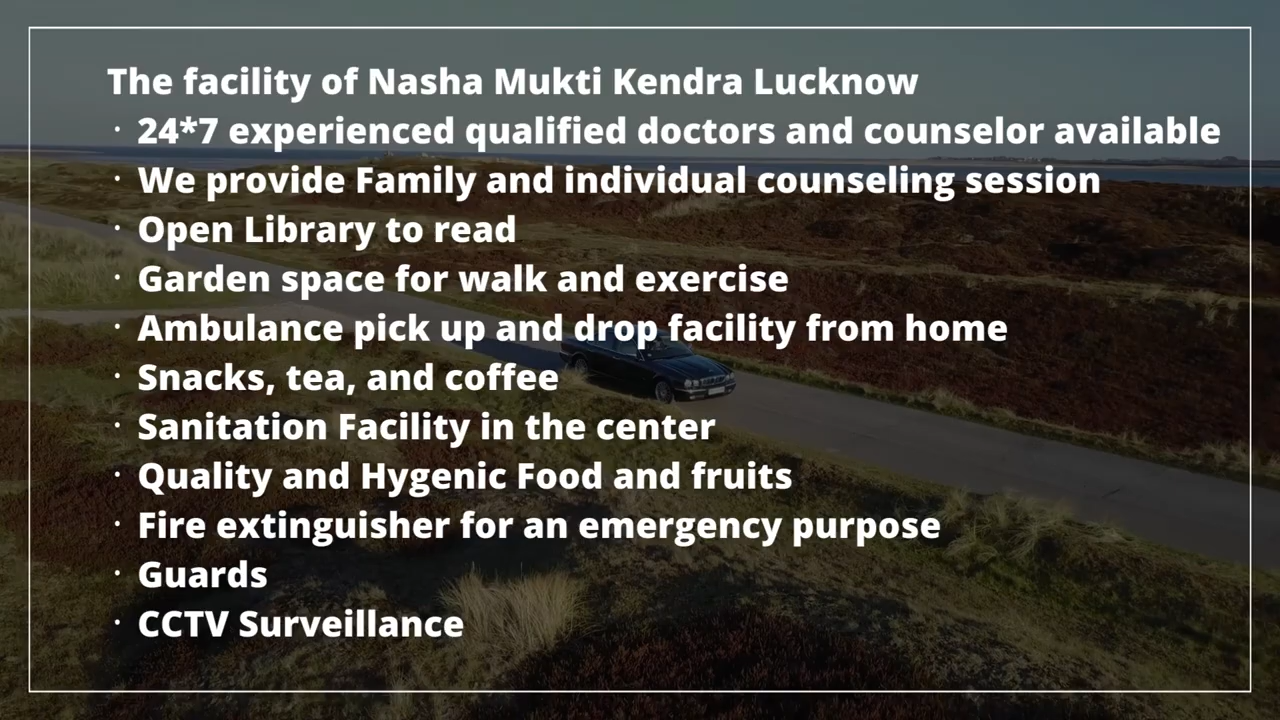 The facility of Nasha Mukti Kendra Lucknow
· 24*7 experienced qualified doctors and counselor available
· We provide Family and individual counseling session
· Open Library to read
· Garden space for walk and exercise
· Ambulance pick up and drop facility from home
· Snacks, tea, and coffee
· Sanitation Facility in the center
· Quality and Hygenic Food and fruits
· Fire extinguisher for an emergency purpose
· Guards
· CCTV Surveillance